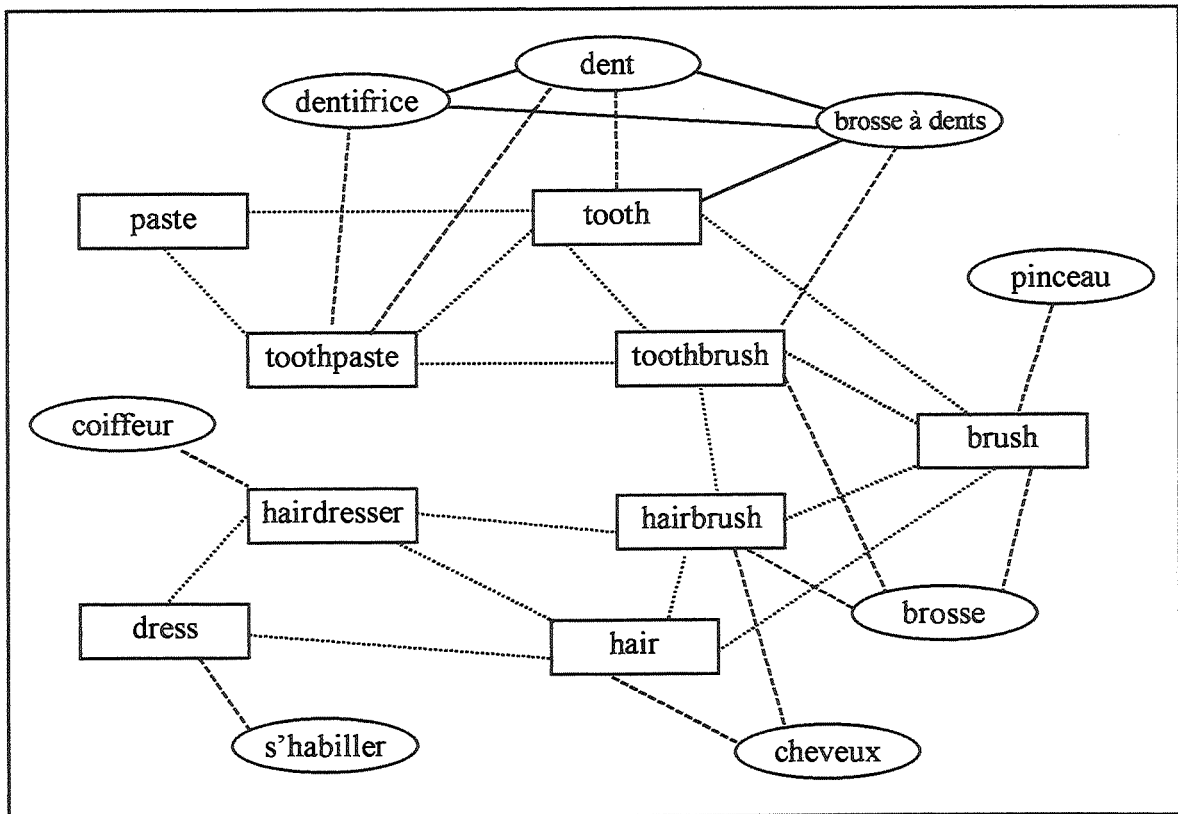 dent
dentifrice
brosse à dents
paste
tooth
pinceau
toothpaste
toothbrush
coiffeur
brush
hairdresser
hairbrush
dress
hair
brosse
s'habiller
cheveux